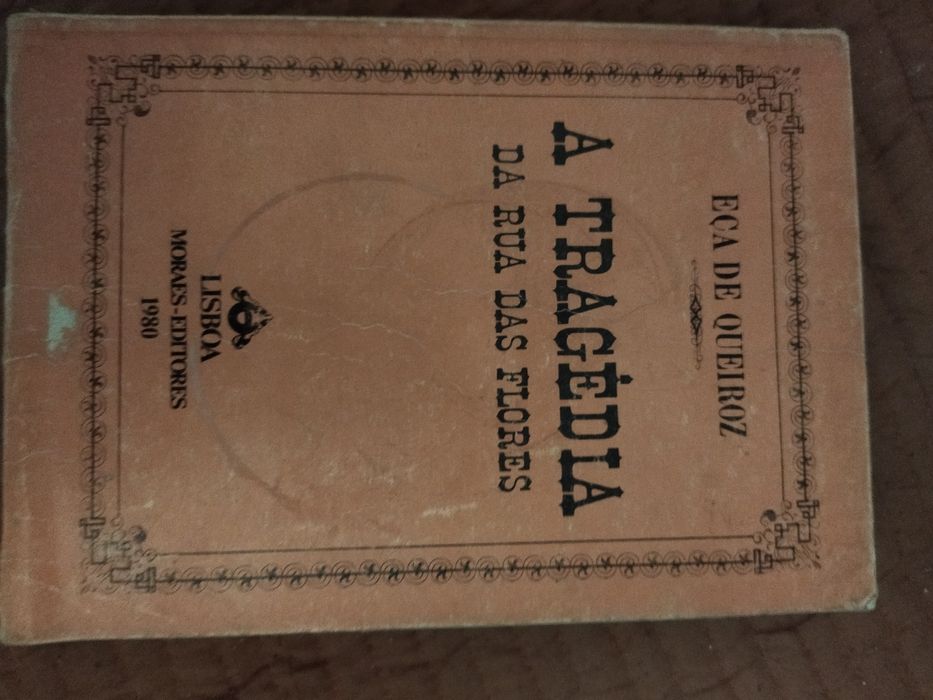 EÇA DE QUEIROZ
A TRAGÉDIA
DA RUA DAS FLORES
LISBOA
MORAES-EDITORES
1980